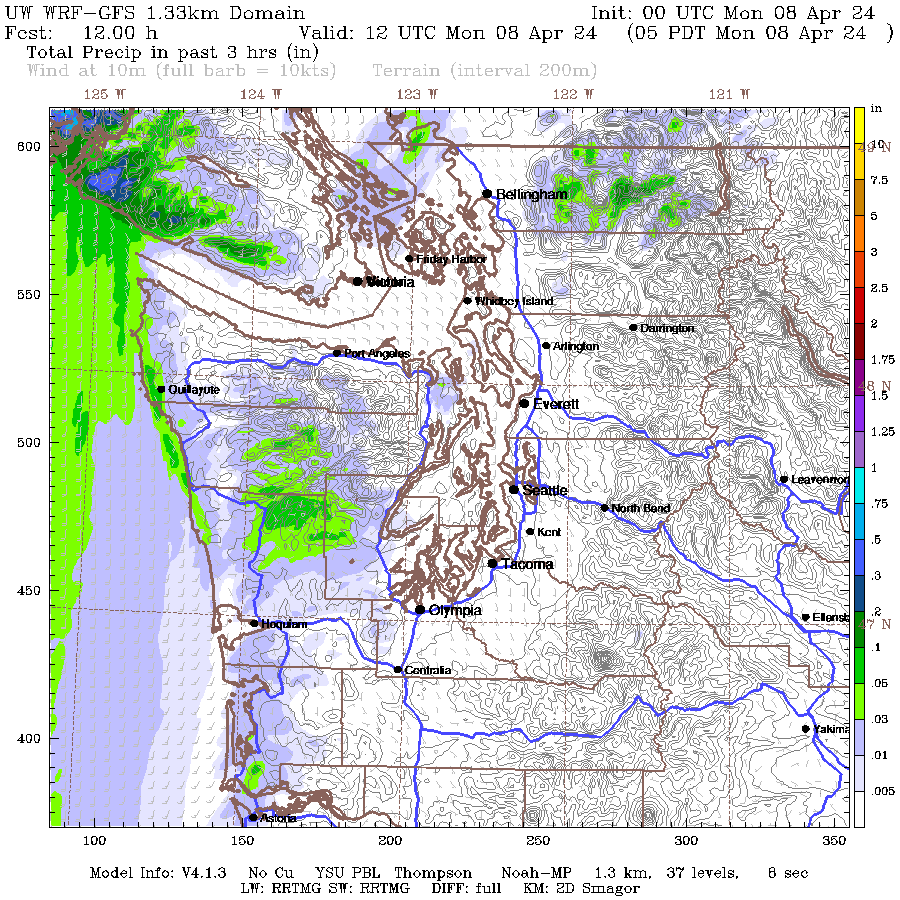 UW WRF-GFS 1.33km Domain Init: 00 UTC Mon 08 Apr 24
Fcst: 12.00 h Valid: 12 UTC Mon 08 Apr 24 (05 PDT Mon 08 Apr 24 )
Total Precip in past 3 hrs (in)
Wind at 10m (full barb = 10kts) Terrain (interval 200m)
125 W 124 W 123 W 122 W 121 W
in
600
10
49 N
7.5
Bellingham
5
Friday Harbor
3
Victoria
2.5
550
Whidbey Island
2
Darrington
Arlington
Port Angeles
1.75
Quillayute
48 N
1.5
Everett
1.25
500
1
Leavenwor
Seattle
.75
North Bend
Kent
.5
Tacoma
.3
450
.2
Olympia
Ellensb
Hoquiam
47 N
.1
Centralia
.05
.03
Yakima
400
.01
.005
Astoria
100 150 200 250 300 350
Model Info: V4.1.3 No Cu YSU PBL Thompson Noah-MP 1.3 km, 37 levels, 8 sec
LW: RRTMG SW: RRTMG DIFF: full KM: 2D Smagor